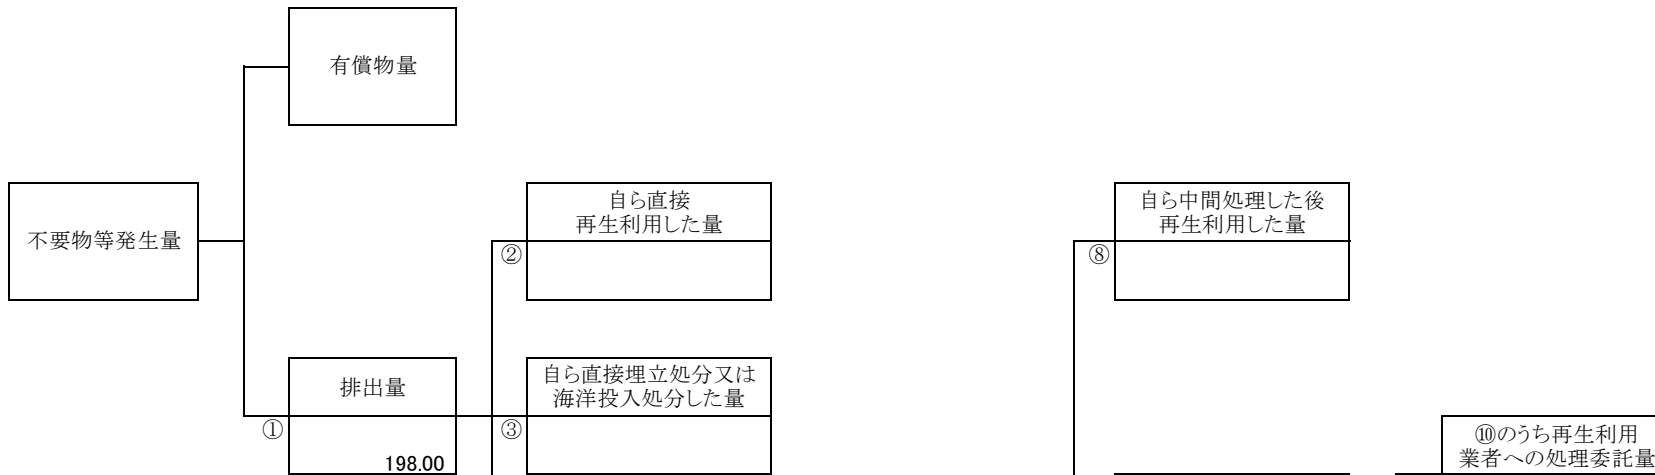 有償物量
不要物等発生量
自ら直接
再生利用した量
②
自ら中間処理した後
再生利用した量
⑧
排出量
①
198.00
自ら直接埋立処分又は
海洋投入処分した量
③
⑩のうち再生利用
業者への処理委託量